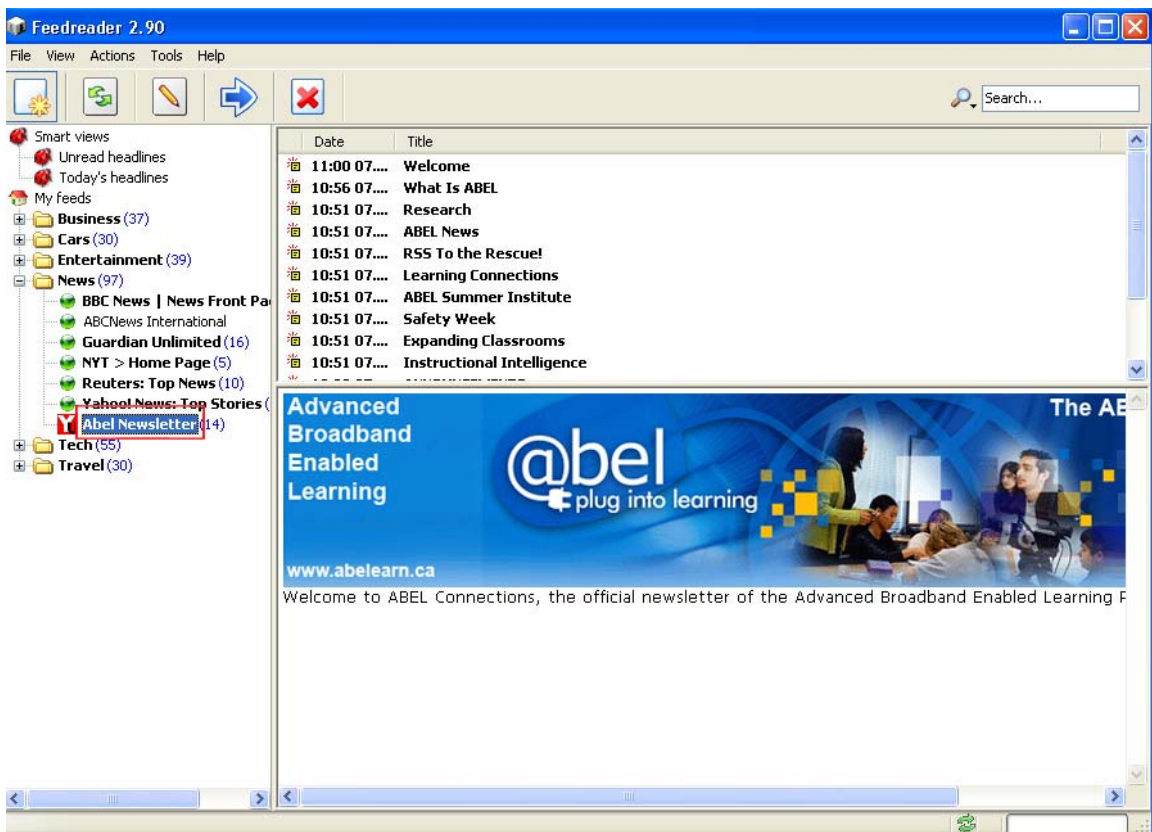 Feedreader 2.90
File View Actions Tools Help
Search...
Smart views
Unread headlines
Today's headlines
My feeds
Business (37)
Cars (30)
Entertainment (39)
News (97)
BBC News | News Front Pa
ABCNews International
Guardian Unlimited (16)
NYT > Home Page (5)
Reuters: Top News (10)
Yahoo! News: Top Stories (
Y Abel Newsletter (14)
Tech (55)
Travel (30)
Date Title
11:00 07.... Welcome
10:56 07.... What Is ABEL
10:51 07.... Research
10:51 07.... ABEL News
10:51 07.... RSS To the Rescue!
10:51 07.... Learning Connections
10:51 07.... ABEL Summer Institute
10:51 07.... Safety Week
10:51 07.... Expanding Classrooms
10:51 07.... Instructional Intelligence
Advanced
Broadband
Enabled
Learning
@bel
plug into learning
The AB
www.abelearn.ca
Welcome to ABEL Connections, the official newsletter of the Advanced Broadband Enabled Learning P